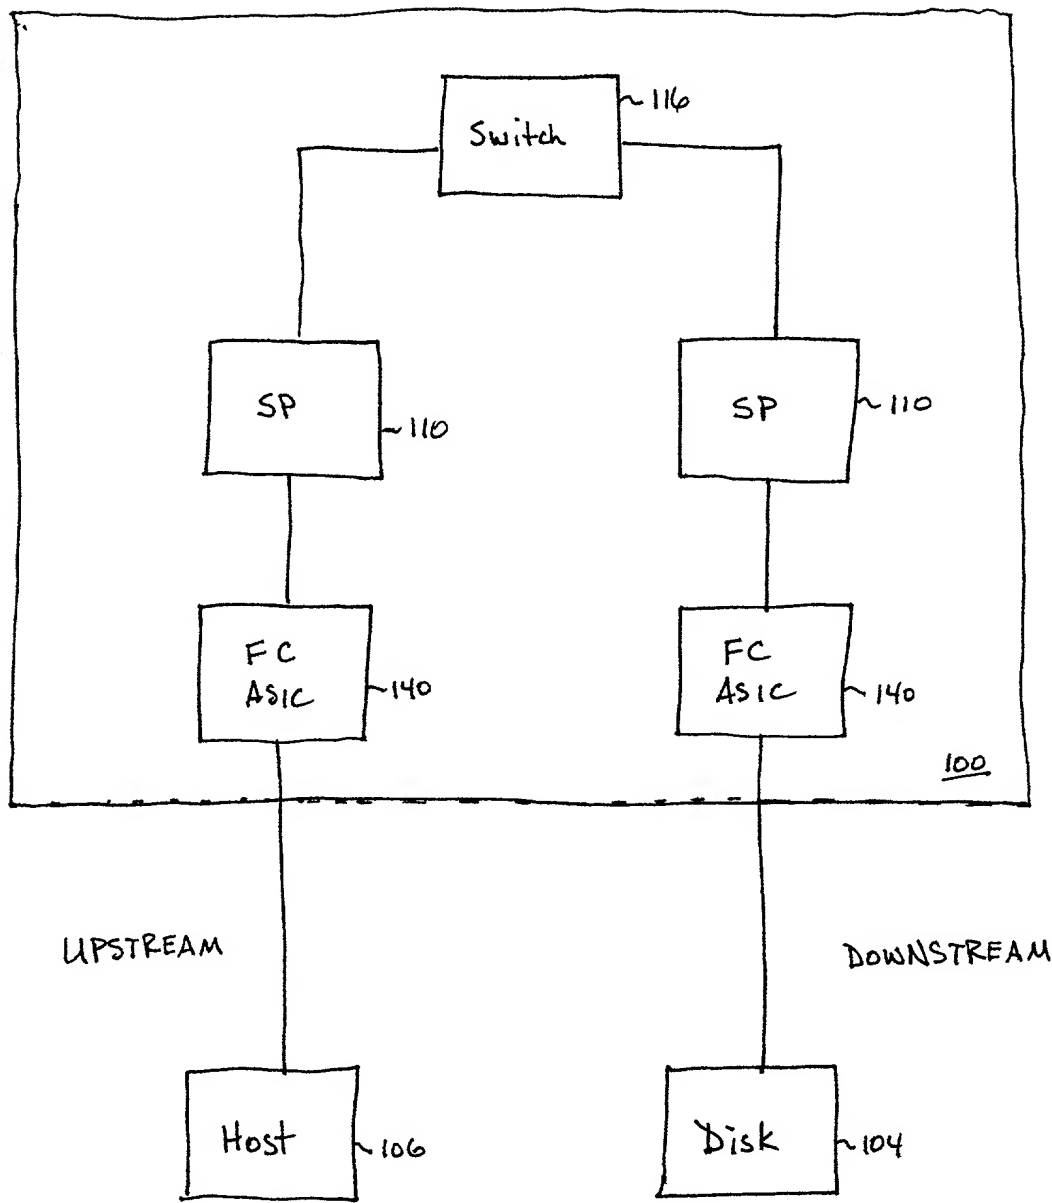 116
Switch
SP
110
SP
110
FC
ASIC
140
FC
ASIC
140
100
UPSTREAM
DOWNSTREAM
Host
106
Disk
104